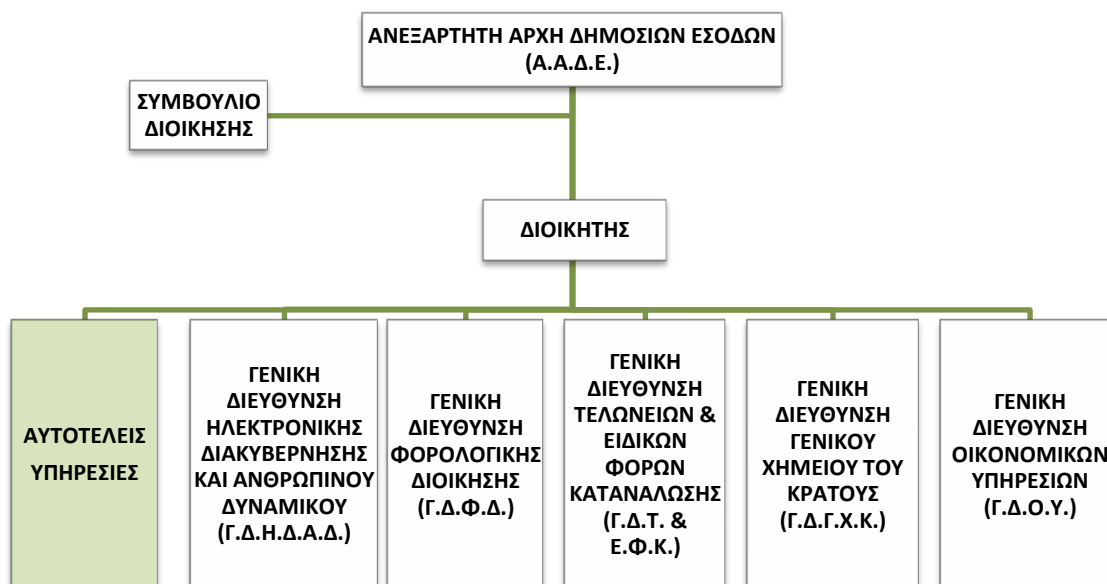 ΑΝΕΞΑΡΤΗΤΗ ΑΡΧΗ ΔΗΜΟΣΙΩΝ ΕΣΟΔΩΝ
(Α.Α.Δ.Ε.)
ΣΥΜΒΟΥΛΙΟ
ΔΙΟΙΚΗΣΗΣ
ΔΙΟΙΚΗΤΗΣ
ΑΥΤΟΤΕΛΕΙΣ
ΥΠΗΡΕΣΙΕΣ
ΓΕΝΙΚΗ
ΔΙΕΥΘΥΝΣΗ
ΗΛΕΚΤΡΟΝΙΚΗΣ
ΔΙΑΚΥΒΕΡΝΗΣΗΣ
ΚΑΙ ΑΝΘΡΩΠΙΝΟΥ
ΔΥΝΑΜΙΚΟΥ
(Γ.Δ.Η.Δ.Α.Δ.)
ΓΕΝΙΚΗ
ΔΙΕΥΘΥΝΣΗ
ΦΟΡΟΛΟΓΙΚΗΣ
ΔΙΟΙΚΗΣΗΣ
(Γ.Δ.Φ.Δ.)
ΓΕΝΙΚΗ
ΔΙΕΥΘΥΝΣΗ
ΤΕΛΩΝΕΙΩΝ &
ΕΙΔΙΚΩΝ
ΦΟΡΩΝ
ΚΑΤΑΝΑΛΩΣΗΣ
(Γ.Δ.Τ. &
Ε.Φ.Κ.)
ΓΕΝΙΚΗ
ΔΙΕΥΘΥΝΣΗ
ΓΕΝΙΚΟΥ
ΧΗΜΕΙΟΥ ΤΟΥ
ΚΡΑΤΟΥΣ
(Γ.Δ.Γ.Χ.Κ.)
ΓΕΝΙΚΗ
ΔΙΕΥΘΥΝΣΗ
ΟΙΚΟΝΟΜΙΚΩΝ
ΥΠΗΡΕΣΙΩΝ
(Γ.Δ.Ο.Υ.)